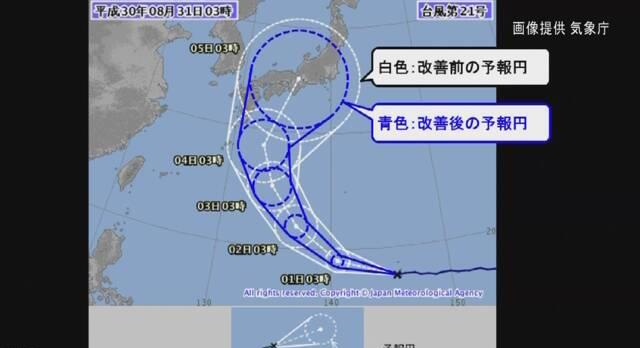 平成30年08月31日03時
台風第21号
画像提供 気象庁
05日03時
白色：改善前の予報円
青色：改善後の予報円
04日03時
03日03時
20
02日03時
01日03時
All rights reserved. Copyright © Japan Meteorological Agency
130
140
150
予報円